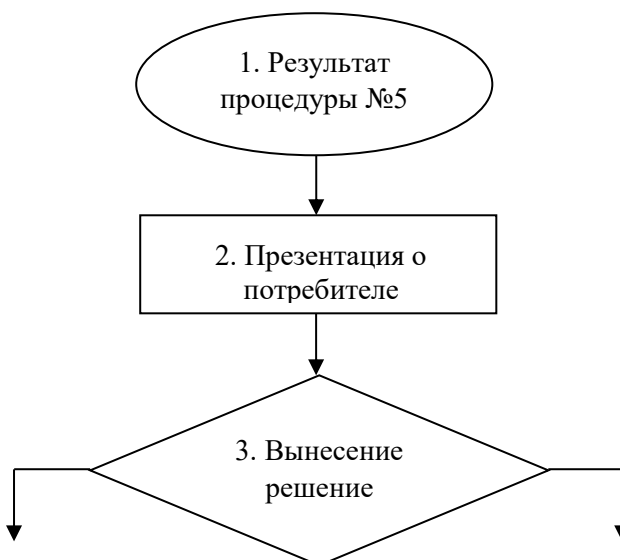 1. Результат
процедуры №5
2. Презентация о
потребителе
3. Вынесение
решение